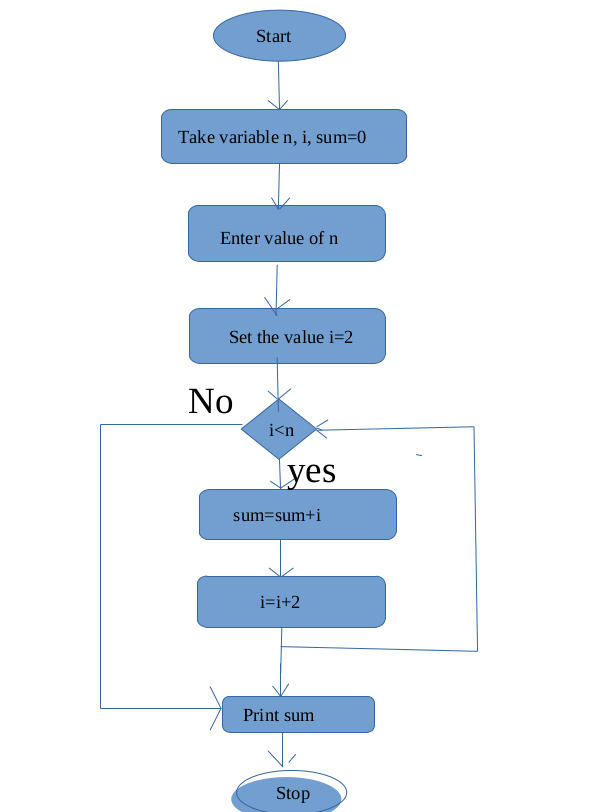 Start
Take variable n, i, sum=0
Enter value of n
Set the value i=2
No
i<n
yes
sum=sum+i
i=i+2
Print sum
Stop